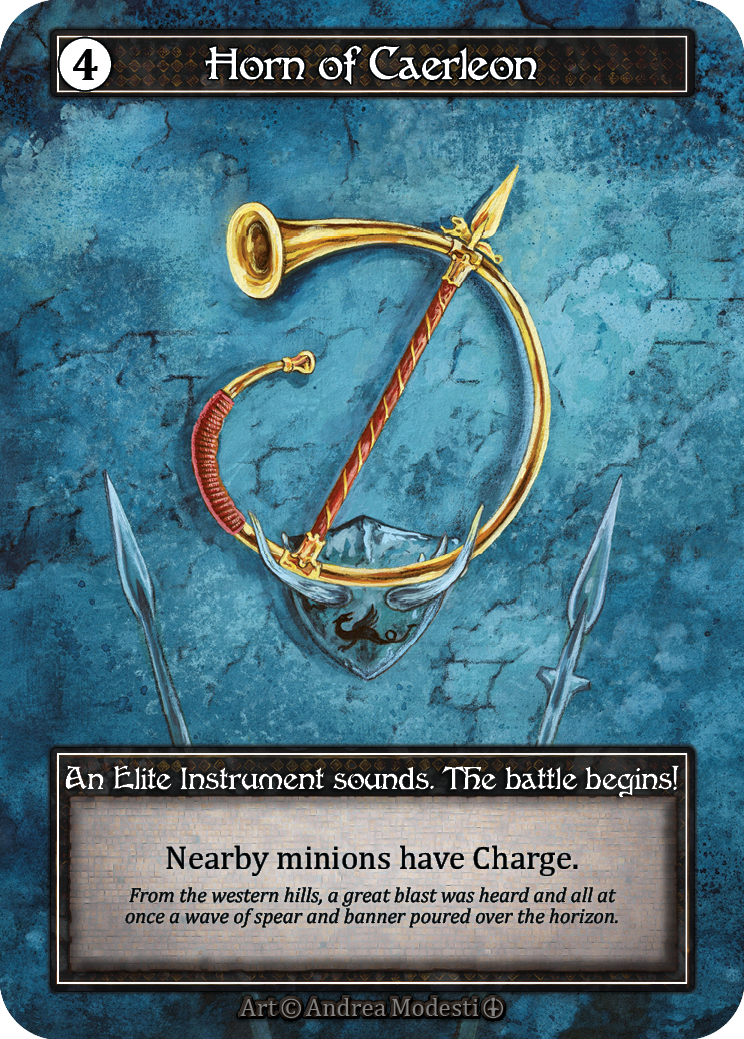 4
Horn of Caerleon
An Elite Instrument sounds. The battle begins!
Nearby minions have Charge.
From the western hills, a great blast was heard and all at
once a wave of spear and banner poured over the horizon.
Art © Andrea Modesti